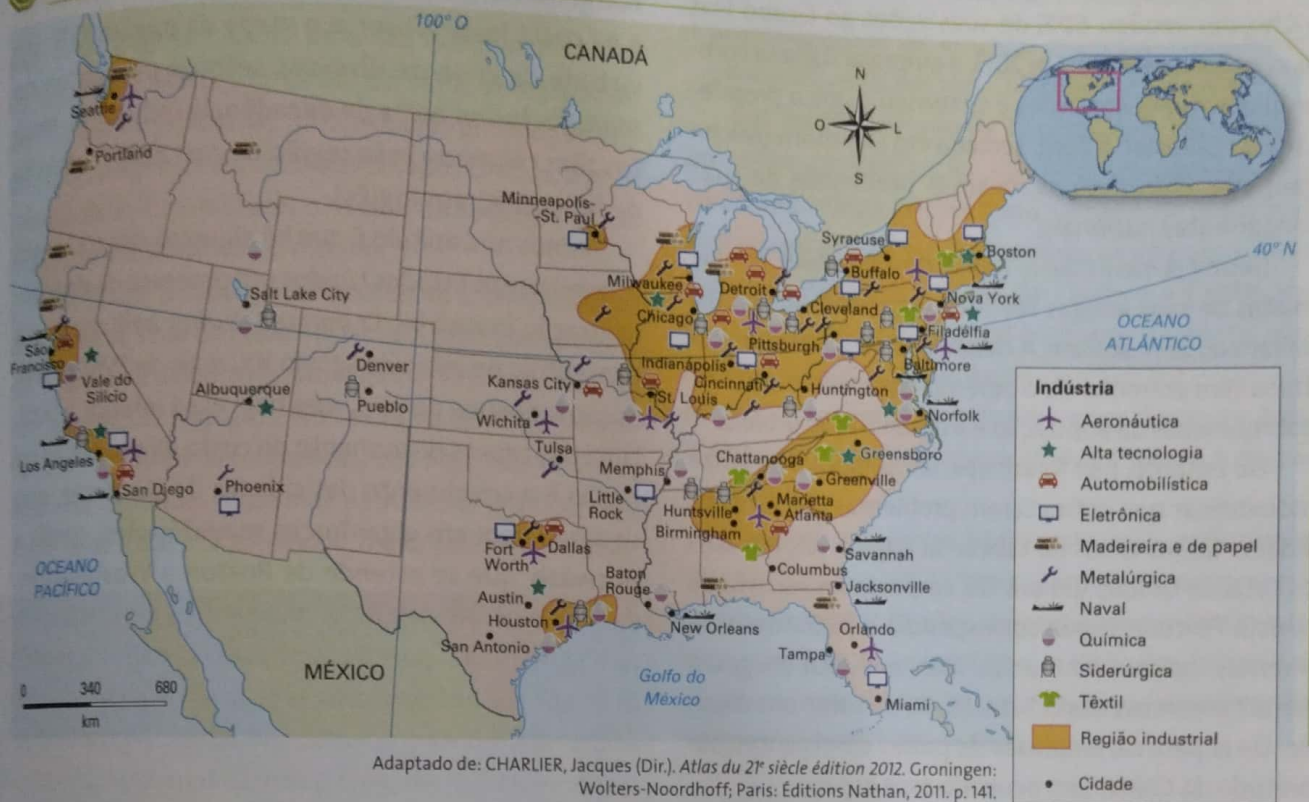 100° O
CANADÁ
N
O
L
S
Seattle
Portland
Minneapolis-
-St. Paul
Syracuse
Boston
40° N
Buffalo
Milwaukee
Detroit
Salt Lake City
Nova York
Chicago
Cleveland
OCEANO
ATLÂNTICO
Filadélfia
São
Francisco
Pittsburgh
Denver
Indianápolis
Baltimore
Vale do
Silício
Albuquerque
Kansas City
Cincinnati
Huntington
Pueblo
St. Louis
Wichita
Norfolk
Tulsa
Los Angeles
Memphis
Chattanooga
Greensboro
San Diego
Phoenix
Little
Rock
Greenville
Huntsville
Marietta
Atlanta
Birmingham
Fort
Worth
Dallas
Savannah
OCEANO
PACÍFICO
Columbus
Baton
Rouge
Austin
Jacksonville
Houston
New Orleans
Orlando
San Antonio
Tampa
MÉXICO
Golfo do
México
Miami
0 340 680
km
Indústria
Aeronáutica
Alta tecnologia
Automobilística
Eletrônica
Madeireira e de papel
Metalúrgica
Naval
Química
Siderúrgica
Têxtil
Região industrial
Cidade
Adaptado de: CHARLIER, Jacques (Dir.). Atlas du 21e siècle édition 2012. Groningen:
Wolters-Noordhoff; Paris: Éditions Nathan, 2011. p. 141.